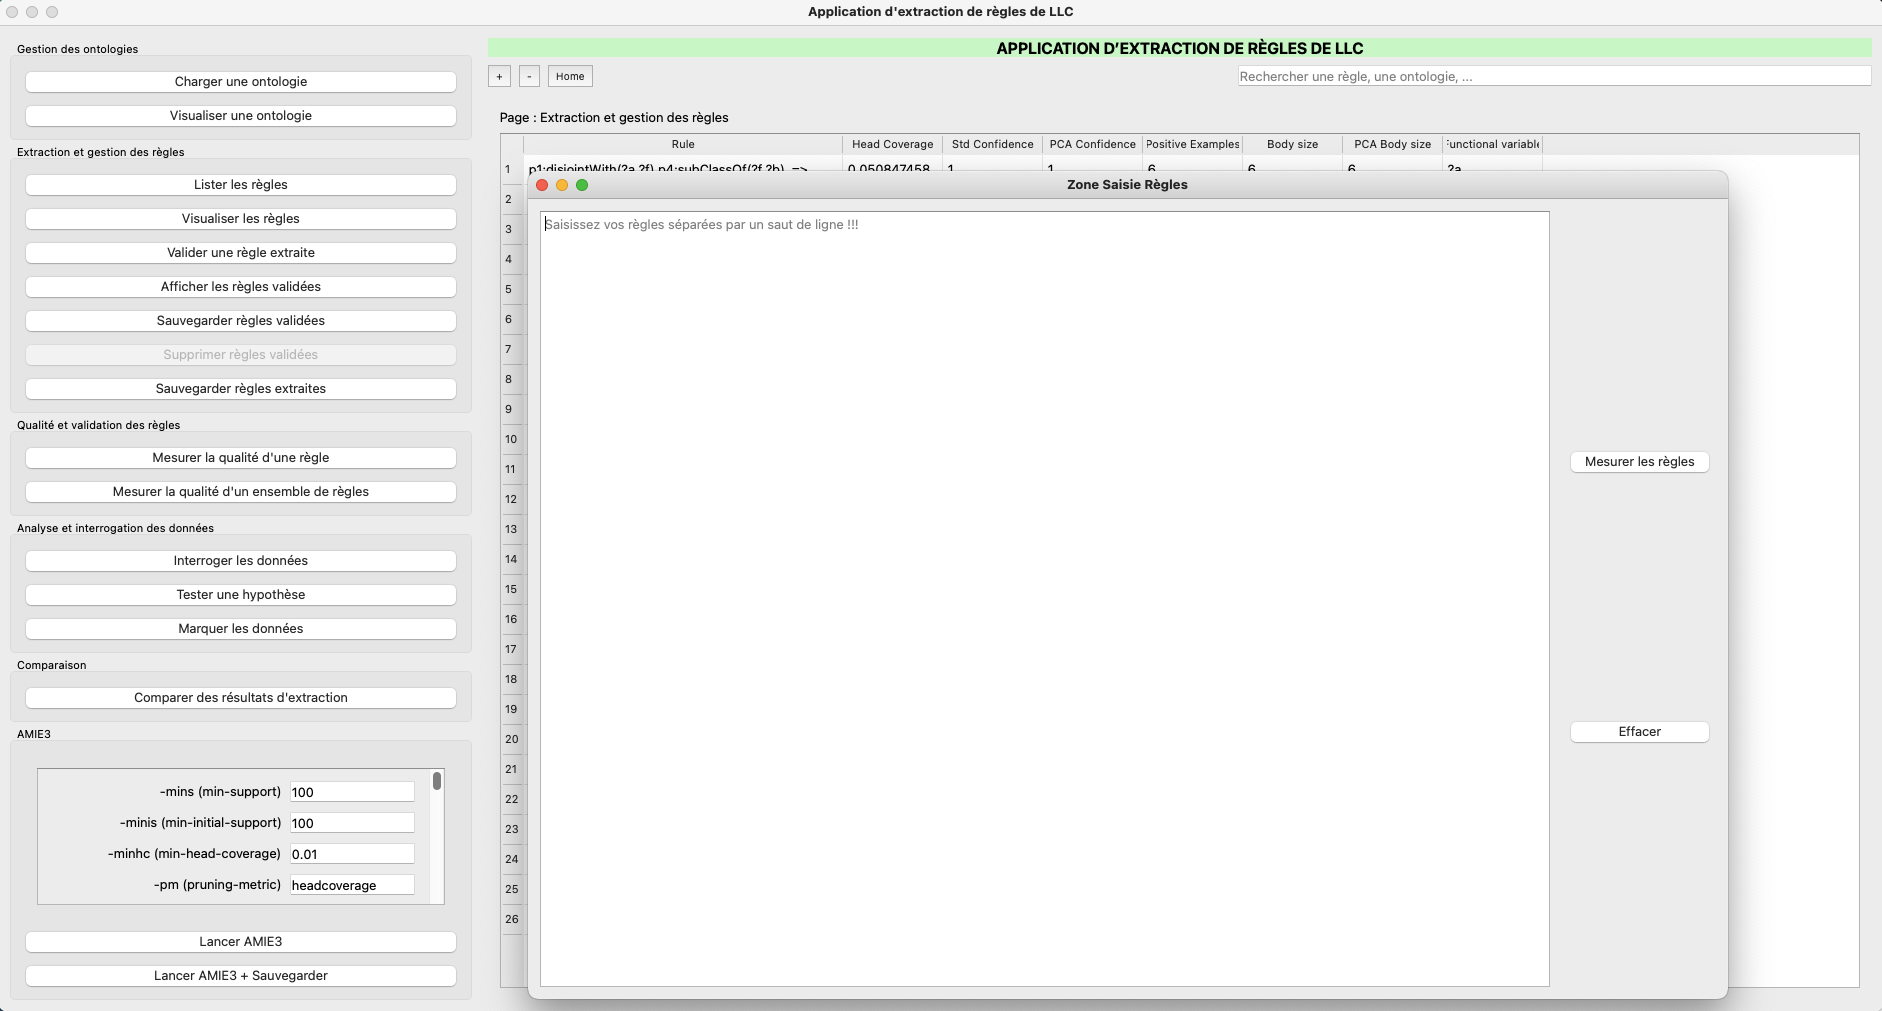 Application d'extraction de règles de LLC
Gestion des ontologies
Charger une ontologie
Visualiser une ontologie
Extraction et gestion des règles
Lister les règles
Visualiser les règles
Valider une règle extraite
Afficher les règles validées
Sauvegarder règles validées
Supprimer règles validées
Sauvegarder règles extraites
Qualité et validation des règles
Mesurer la qualité d'une règle
Mesurer la qualité d'un ensemble de règles
Analyse et interrogation des données
Interroger les données
Tester une hypothèse
Marquer les données
Comparaison
Comparer des résultats d'extraction
AMIE3
-mins (min-support) 100
-minis (min-initial-support) 100
-minhc (min-head-coverage) 0.01
-pm (pruning-metric) headcoverage
Lancer AMIE3
Lancer AMIE3 + Sauvegarder
APPLICATION D'EXTRACTION DE RÈGLES DE LLC
+ - Home Rechercher une règle, une ontologie, ...
Page : Extraction et gestion des règles
Rule Head Coverage Std Confidence PCA Confidence Positive Examples Body size PCA Body size Functional variable
1 p1:disjointWith(?a,?f) p4:subClassOf(?f,?b) => 0.050847458 1 1 6 6 6 ?a
2
3
4
5
6
7
8
9
10
11
12
13
14
15
16
17
18
19
20
21
22
23
24
25
26
Zone Saisie Règles
Saisissez vos règles séparées par un saut de ligne !!!
Mesurer les règles
Effacer